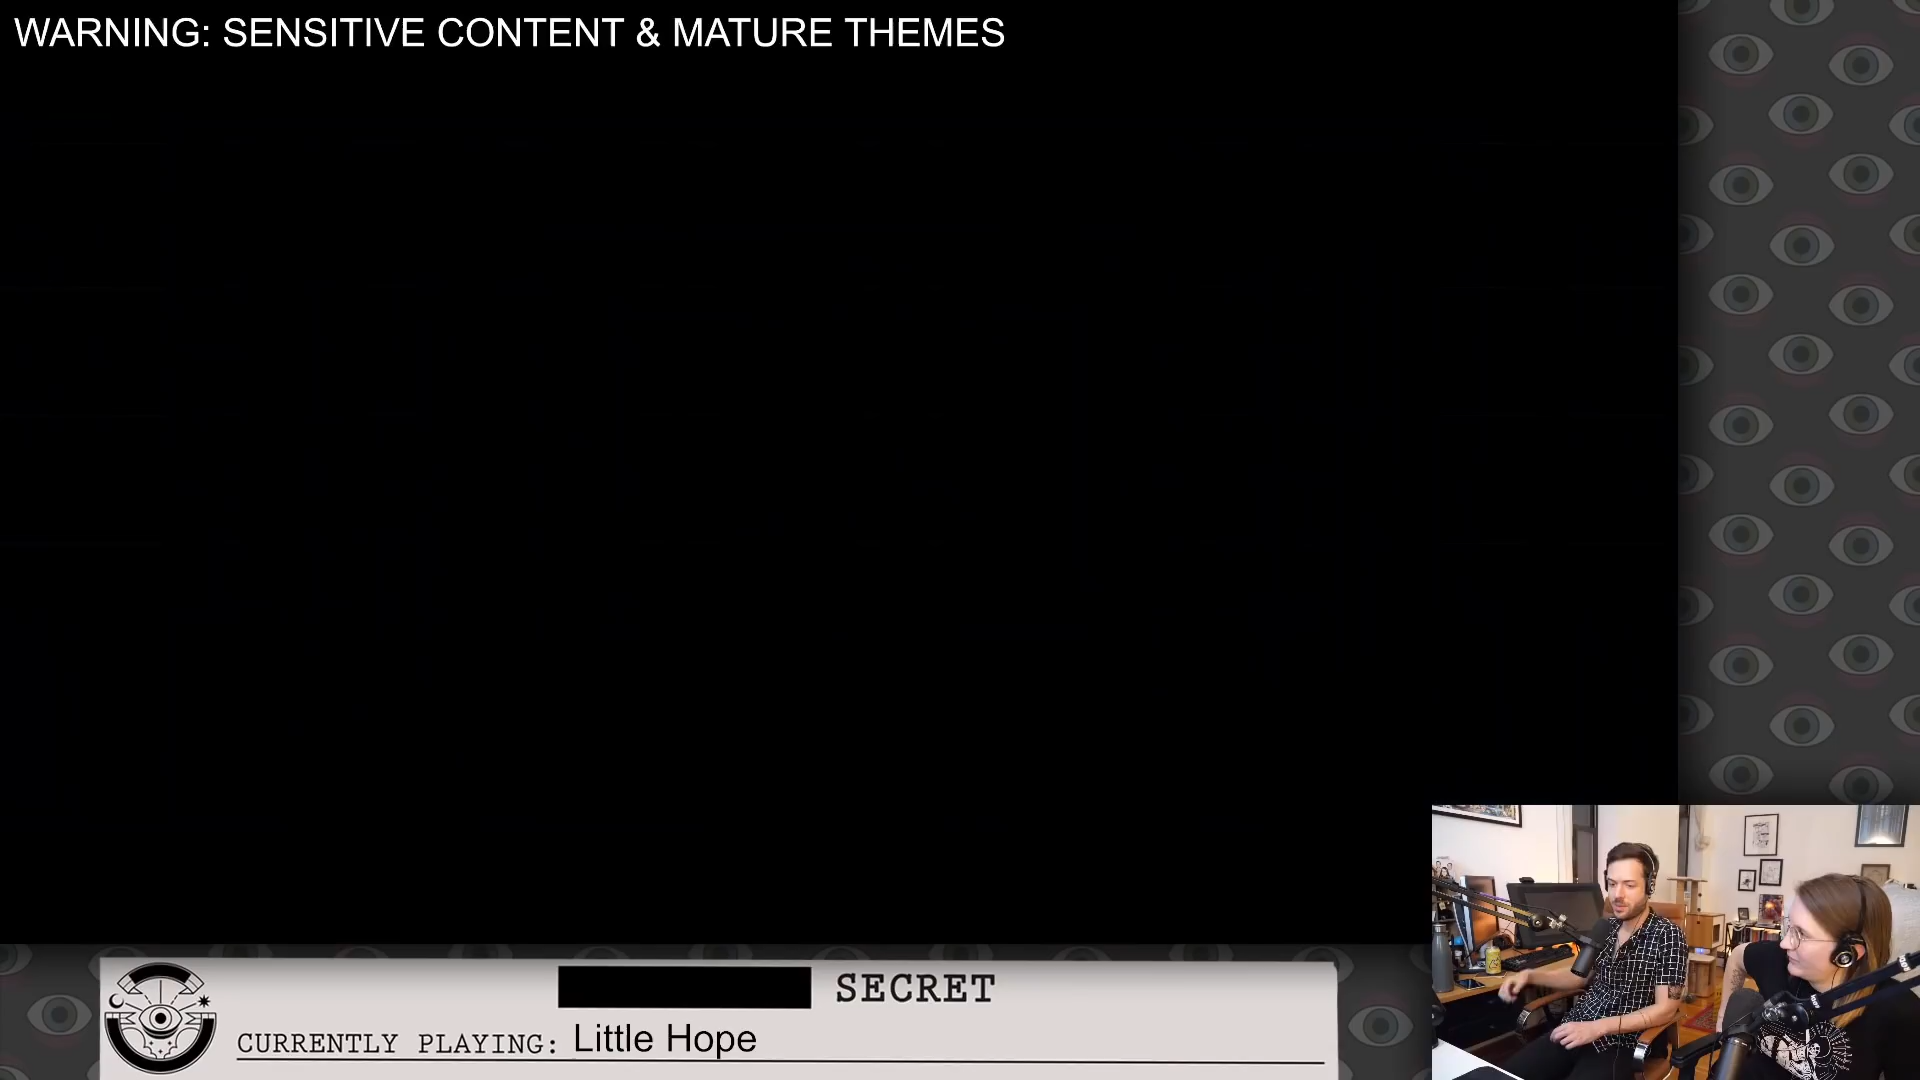 WARNING: SENSITIVE CONTENT & MATURE THEMES
SECRET
CURRENTLY PLAYING: Little Hope